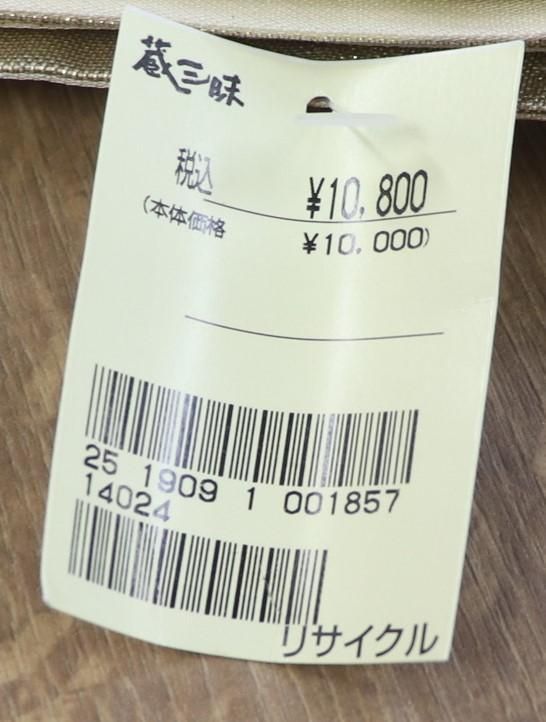 蔵三昧
税込 ¥10,800
(本体価格 ¥10,000)
25 1909 1 001857
14024
リサイクル